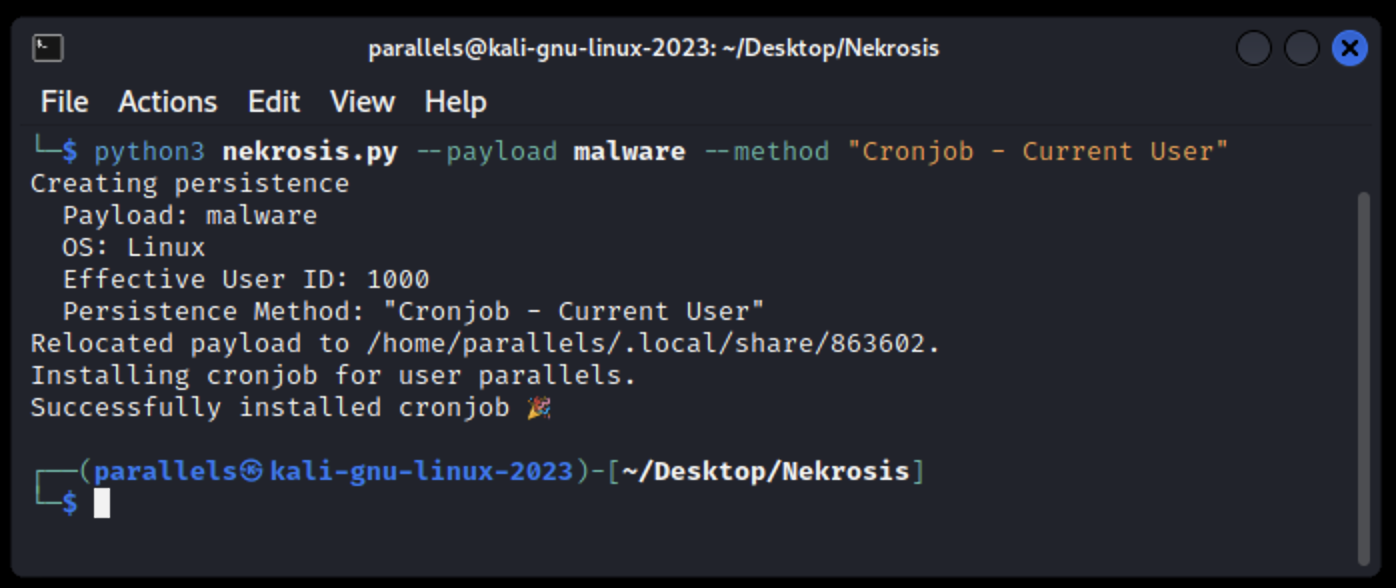 parallels@kali-gnu-linux-2023: ~/Desktop/Nekrosis
File Actions Edit View Help
└─$ python3 nekrosis.py --payload malware --method "Cronjob - Current User"
Creating persistence
  Payload: malware
  OS: Linux
  Effective User ID: 1000
  Persistence Method: "Cronjob - Current User"
Relocated payload to /home/parallels/.local/share/863602.
Installing cronjob for user parallels.
Successfully installed cronjob 🎉
┌──(parallels㉿kali-gnu-linux-2023)-[~/Desktop/Nekrosis]
└─$